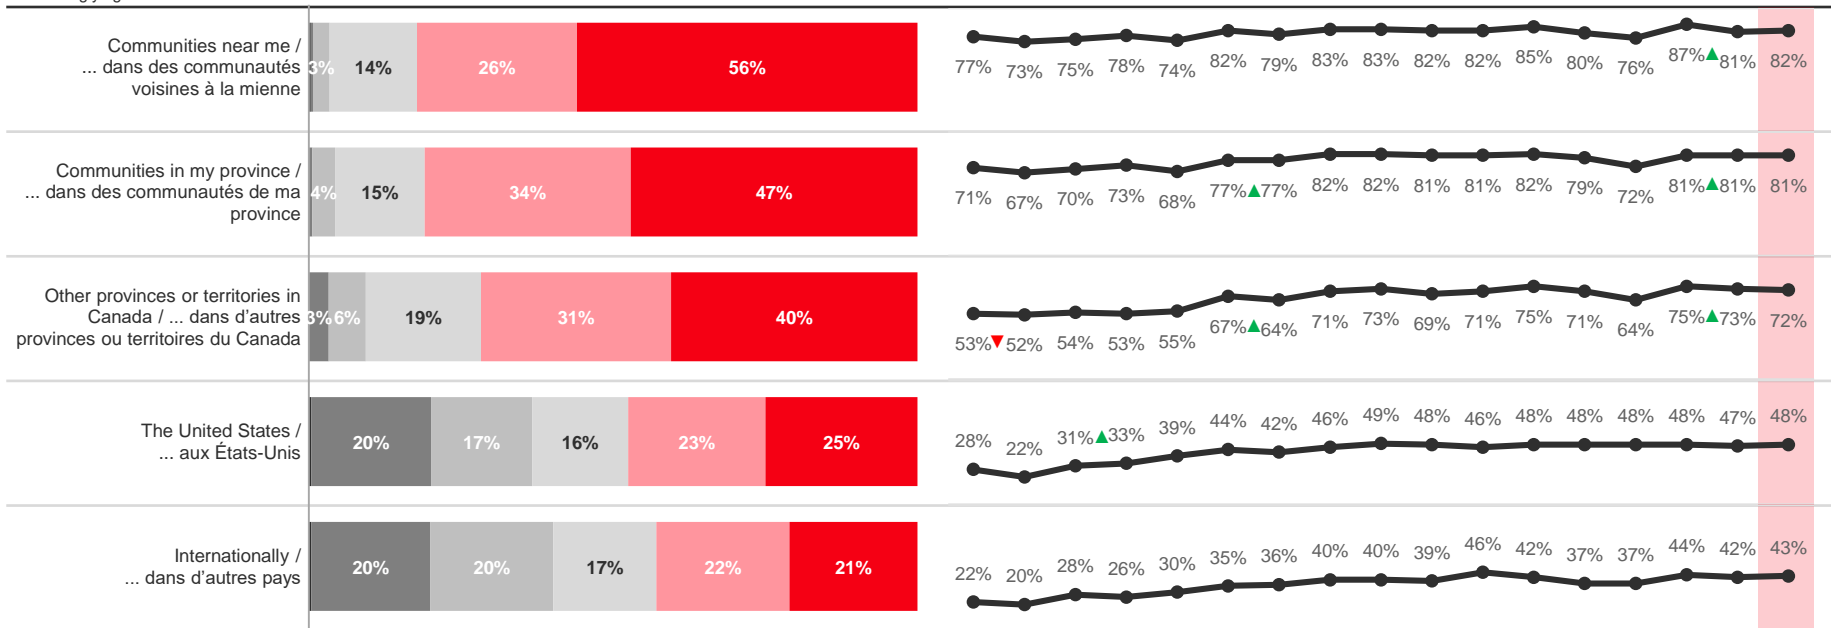 Communities near me /
... dans des communautés
voisines à la mienne
3% 14% 26% 56%
77% 73% 75% 78% 74% 82% 79% 83% 83% 82% 82% 85% 80% 76% 87% 81% 82%
Communities in my province /
... dans des communautés de ma
province
4% 15% 34% 47%
71% 67% 70% 73% 68% 77% 77% 82% 82% 81% 81% 82% 79% 72% 81% 81% 81%
Other provinces or territories in
Canada / ... dans d'autres
provinces ou territoires du Canada
3% 6% 19% 31% 40%
53% 52% 54% 53% 55% 67% 64% 71% 73% 69% 71% 75% 71% 64% 75% 73% 72%
The United States /
... aux États-Unis
20% 17% 16% 23% 25%
28% 22% 31% 33% 39% 44% 42% 46% 49% 48% 46% 48% 48% 48% 48% 47% 48%
Internationally /
... dans d'autres pays
20% 20% 17% 22% 21%
22% 20% 28% 26% 30% 35% 36% 40% 40% 39% 46% 42% 37% 37% 44% 42% 43%